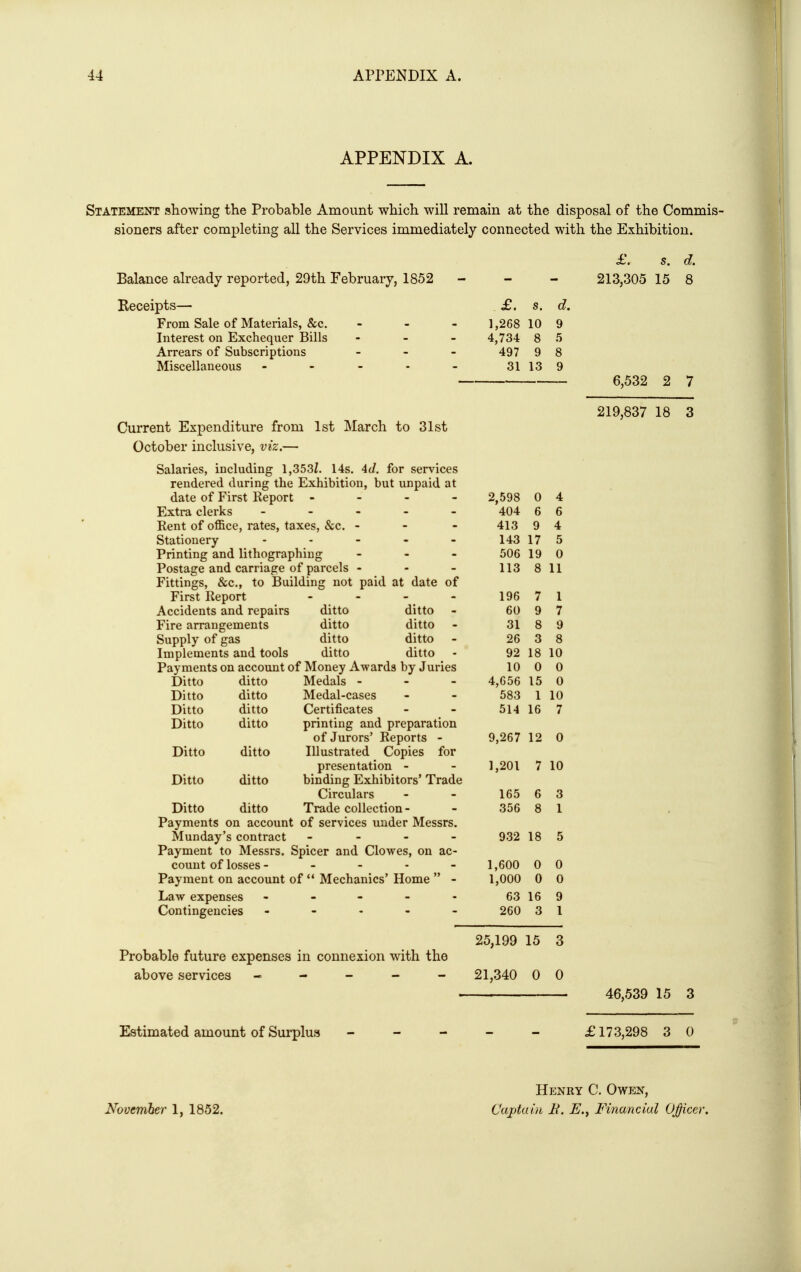 44 APPENDIX A.
APPENDIX A.
STATEMENT showing the Probable Amount which will remain at the disposal of the Commis-
sioners after completing all the Services immediately connected with the Exhibition.
£. s. d.
Balance already reported, 29th February, 1852 - - - 213,305 15 8
Receipts— £. s. d.
From Sale of Materials, &c. - - - 1,268 10 9
Interest on Exchequer Bills - - - 4,734 8 5
Arrears of Subscriptions - - - 497 9 8
Miscellaneous - - - - - 31 13 9
6,532 2 7
219,837 18 3
Current Expenditure from 1st March to 31st
October inclusive, viz.—
Salaries, including 1,353l. 14s. 4d. for services
rendered during the Exhibition, but unpaid at
date of First Report - - - - 2,598 0 4
Extra clerks - - - - - 404 6 6
Rent of office, rates, taxes, &c. - - - 413 9 4
Stationery - - - - - 143 17 5
Printing and lithographing - - - 506 19 0
Postage and carriage of parcels - - - 113 8 11
Fittings, &c., to Building not paid at date of
First Report - - - - 196 7 1
Accidents and repairs ditto ditto - 60 9 7
Fire arrangements ditto ditto - 31 8 9
Supply of gas ditto ditto - 26 3 8
Implements and tools ditto ditto - 92 18 10
Payments on account of Money Awards by Juries 10 0 0
Ditto ditto Medals - - - 4,656 15 0
Ditto ditto Medal-cases - - 583 1 10
Ditto ditto Certificates - - 514 16 7
Ditto ditto printing and preparation
of Jurors' Reports - 9,267 12 0
Ditto ditto Illustrated Copies for
presentation - - 1,201 7 10
Ditto ditto binding Exhibitors' Trade
Circulars - - 165 6 3
Ditto ditto Trade collection - - 356 8 1
Payments on account of services under Messrs.
Munday's contract - - - - 932 18 5
Payment to Messrs. Spicer and Clowes, on ac-
count of losses - - - - - 1,600 0 0
Payment on account of " Mechanics' Home " - 1,000 0 0
Law expenses - - - - - 63 16 9
Contingencies - - - - - 260 3 1
25,199 15 3
Probable future expenses in connexion with the
above services - - - - - 21,340 0 0
46,539 15 3
Estimated amount of Surplus - - - - - £173,298 3 0
HENRY C. OWEN,
November 1, 1852. Captain R. E., Financial Officer.